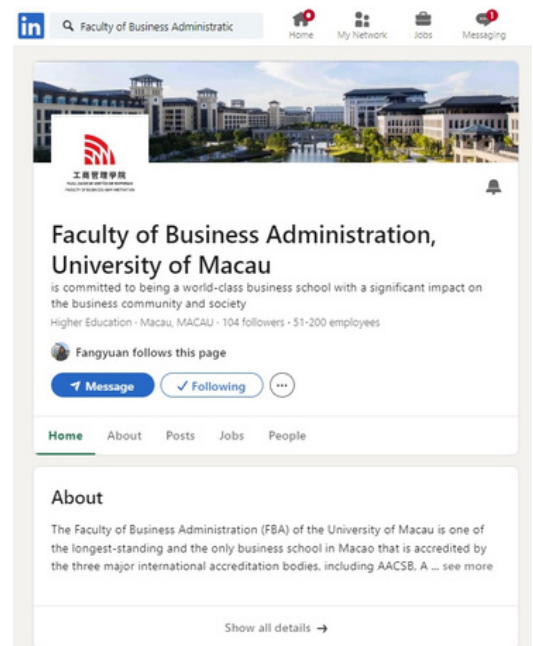 in
Faculty of Business Administratic
Home
My Network
Jobs
1
Messaging
工商管理學院
FACULTY OF BUSINESS ADMINISTRATION
Faculty of Business Administration,
University of Macau
is committed to being a world-class business school with a significant impact on
the business community and society
Higher Education · Macau, MACAU · 104 followers · 51-200 employees
Fangyuan follows this page
Message
Following
Home About Posts Jobs People
About
The Faculty of Business Administration (FBA) of the University of Macau is one of
the longest-standing and the only business school in Macao that is accredited by
the three major international accreditation bodies, including AACSB, A ... see more
Show all details →